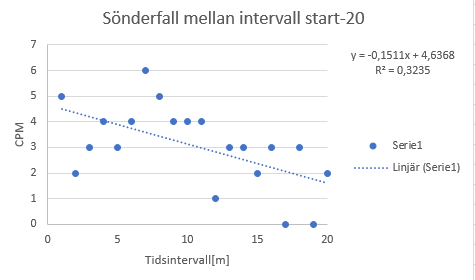 Sönderfall mellan intervall start-20
y = -0,1511x + 4,6368
R² = 0,3235
7
6
5
4
3
2
1
0
CPM
0 5 10 15 20
Tidsintervall[m]
Serie1
Linjär (Serie1)